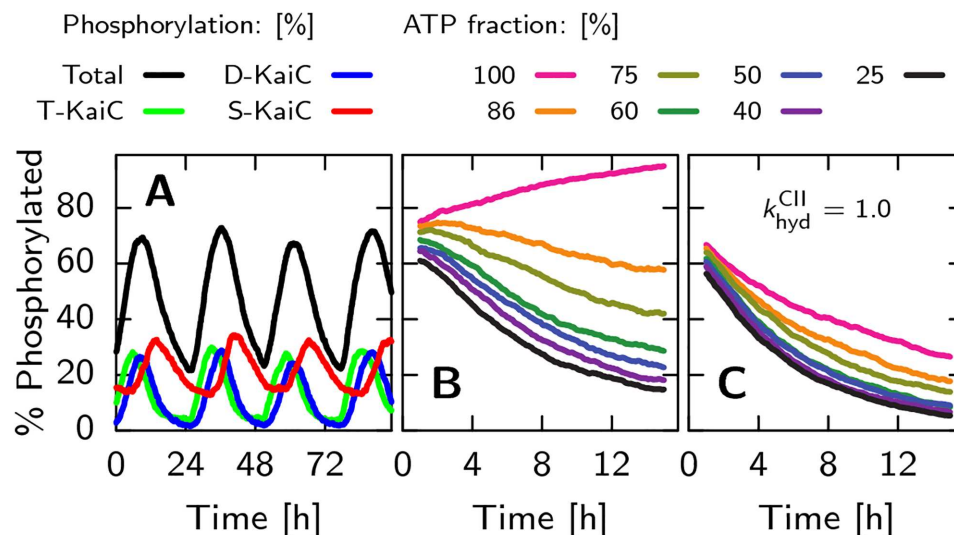 Phosphorylation: [%] ATP fraction: [%]
Total D-KaiC 100 75 50 25
T-KaiC S-KaiC 86 60 40
% Phosphorylated
80
60
40
20
0
A
B
C
k_hyd^CII = 1.0
0 24 48 72 0 4 8 12 0 4 8 12
Time [h] Time [h] Time [h]